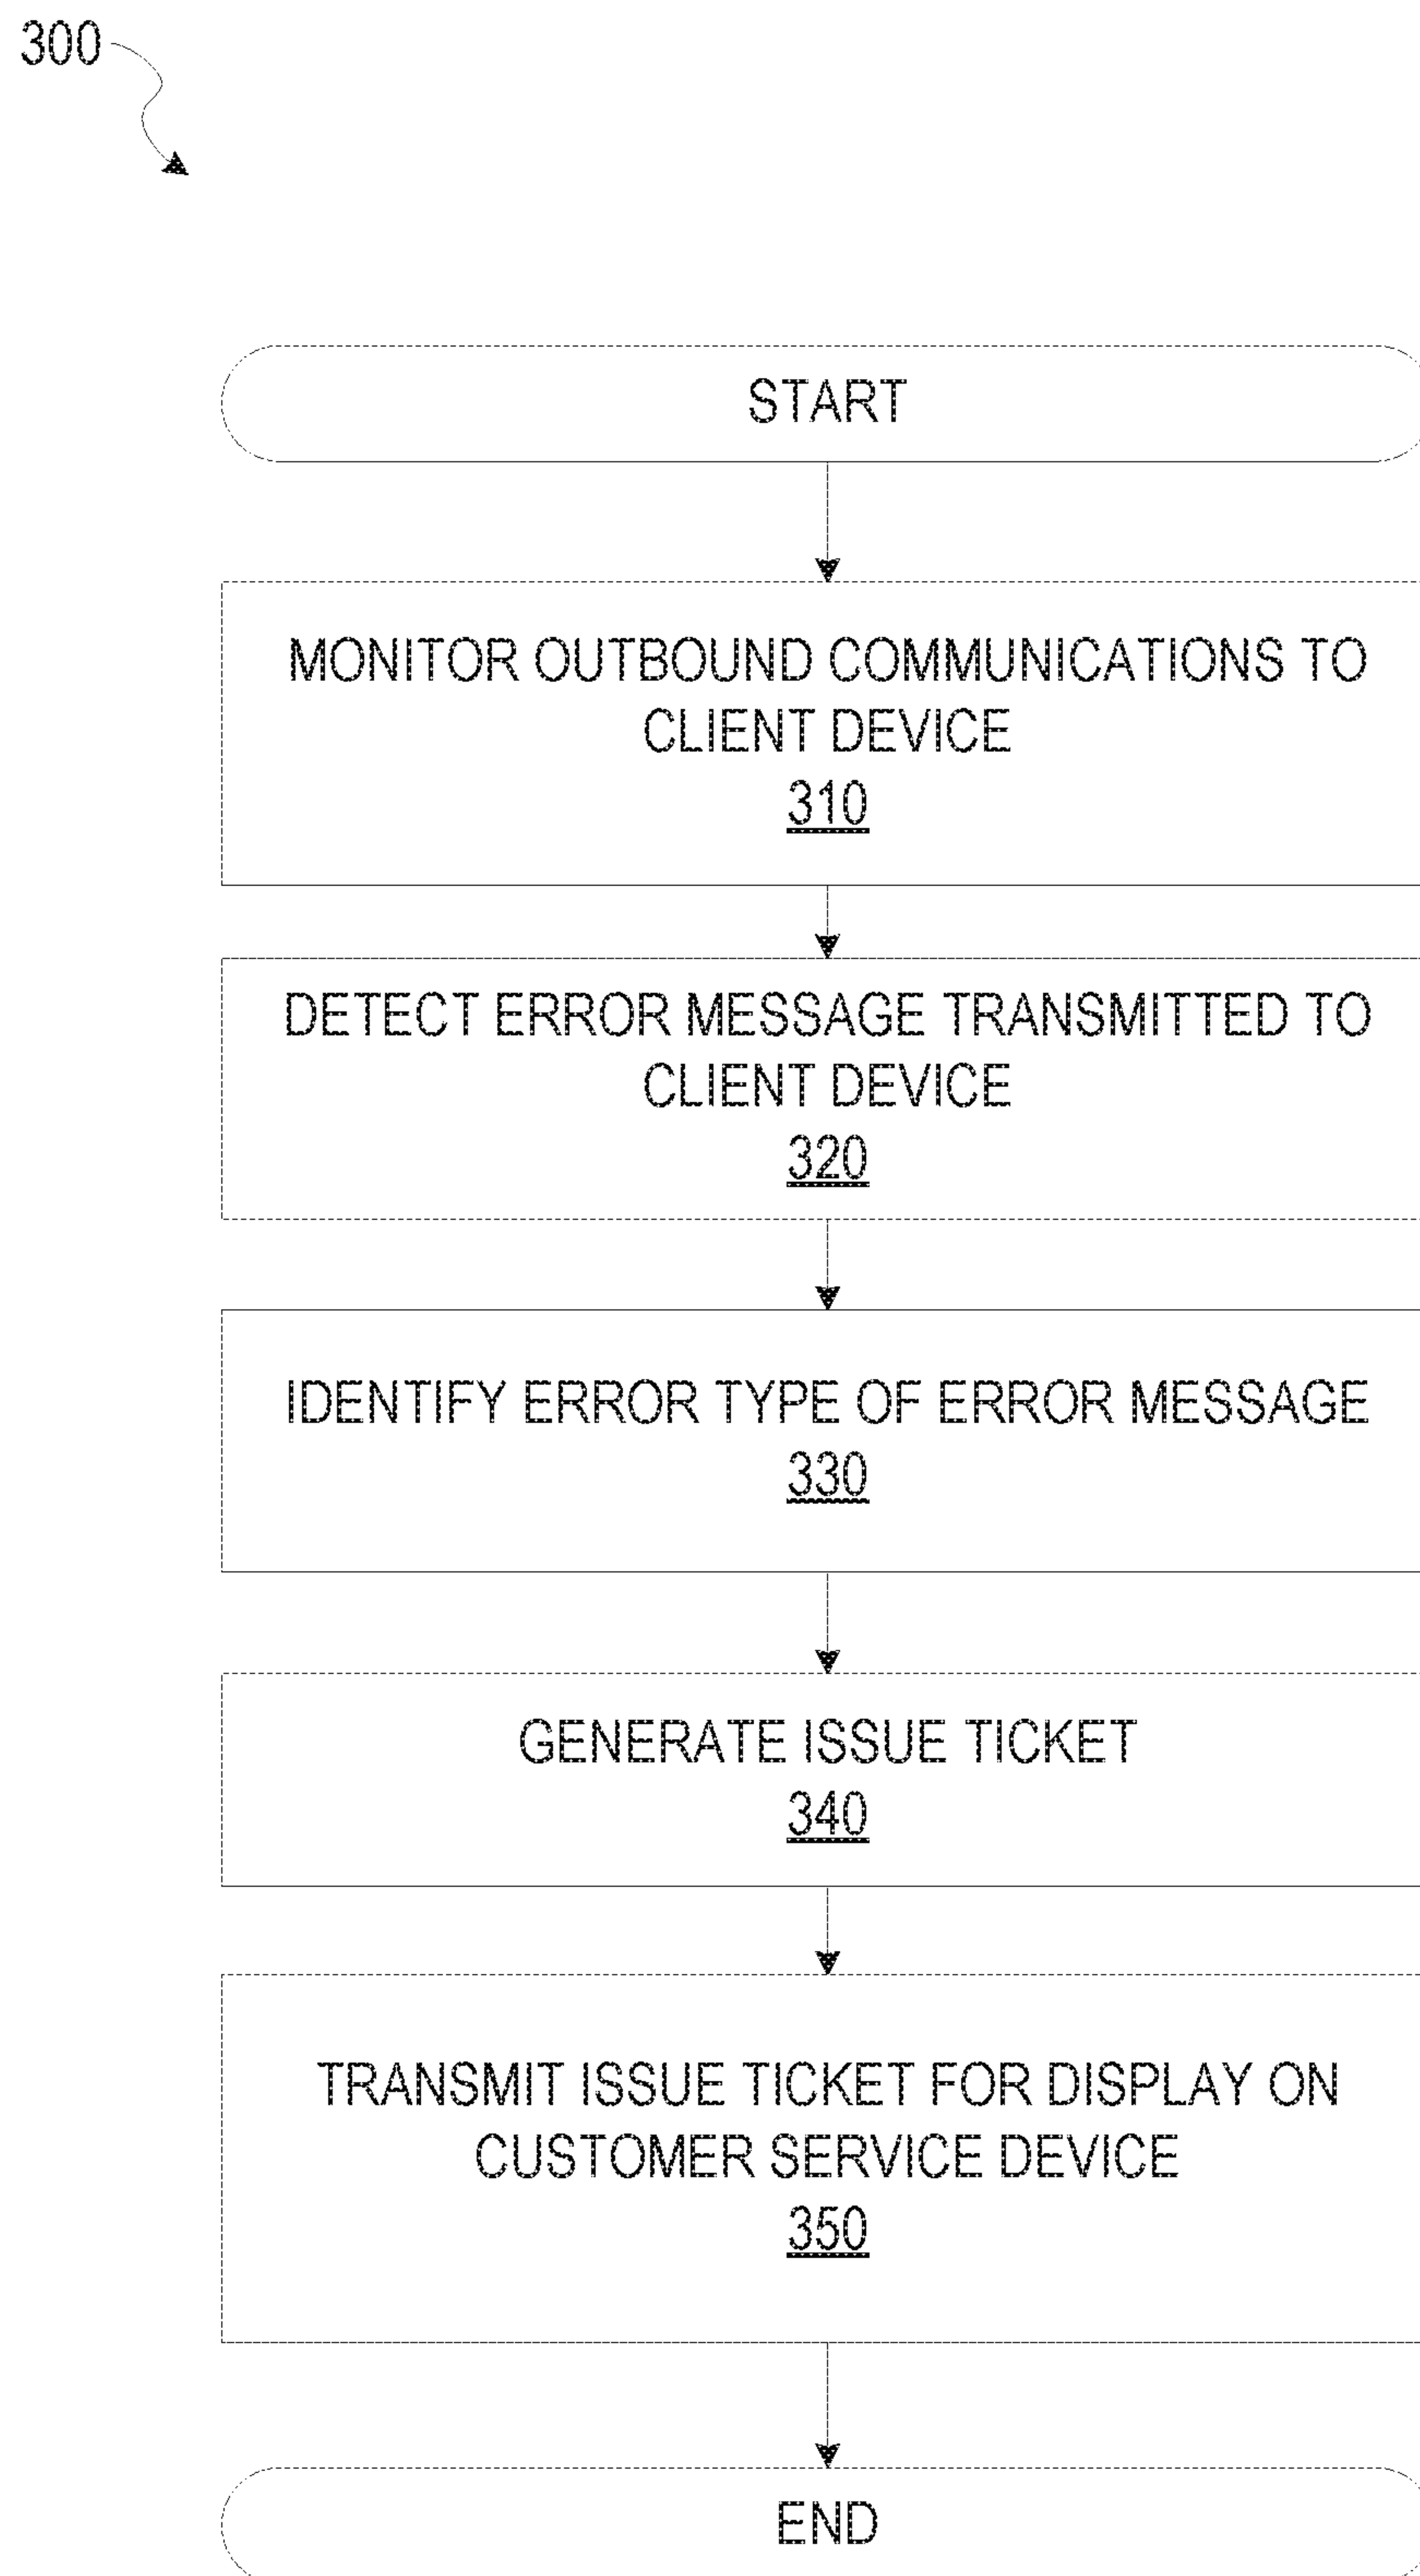 300
START
MONITOR OUTBOUND COMMUNICATIONS TO
CLIENT DEVICE
310
DETECT ERROR MESSAGE TRANSMITTED TO
CLIENT DEVICE
320
IDENTIFY ERROR TYPE OF ERROR MESSAGE
330
GENERATE ISSUE TICKET
340
TRANSMIT ISSUE TICKET FOR DISPLAY ON
CUSTOMER SERVICE DEVICE
350
END